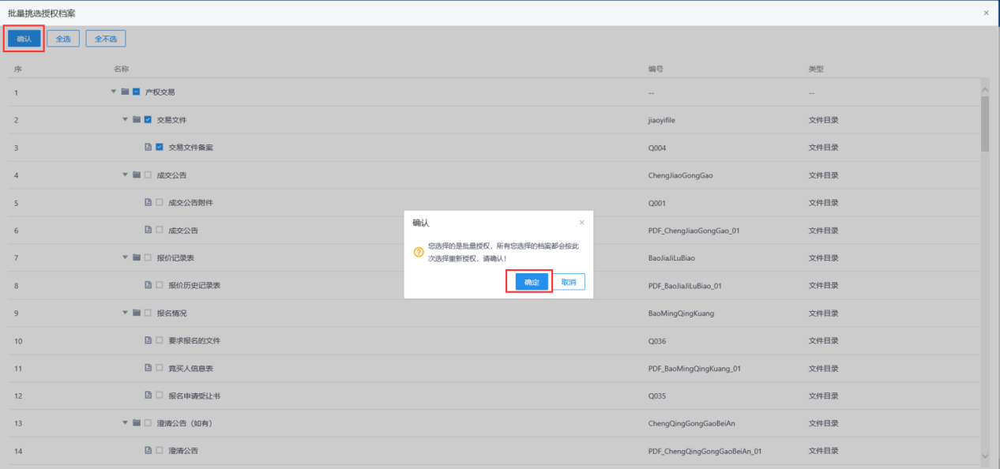 批量挑选授权档案
确认 全选 全不选
序 名称 编号 类型
1 产权交易 -- --
2 交易文件 jiaoyifile 文件目录
3 交易文件备案 Q004 文件目录
4 成交公告 ChengJiaoGongGao 文件目录
5 成交公告附件 Q001 文件目录
6 成交公告 PDF_ChengJiaoGongGao_01 文件目录
7 报价记录表 BaoJiaJiLuBiao 文件目录
8 报价历史记录表 PDF_BaoJiaJiLuBiao_01 文件目录
9 报名情况 BaoMingQingKuang 文件目录
10 要求报名的文件 Q036 文件目录
11 竞买人信息表 PDF_BaoMingQingKuang_01 文件目录
12 报名申请受让书 Q035 文件目录
13 澄清公告（如有） ChengQingGongGaoBeiAn 文件目录
14 澄清公告 PDF_ChengQingGongGaoBeiAn_01 文件目录
确认
您选择的是批量授权，所有您选择的档案都会按此
次选择重新授权，请确认！
确定 取消